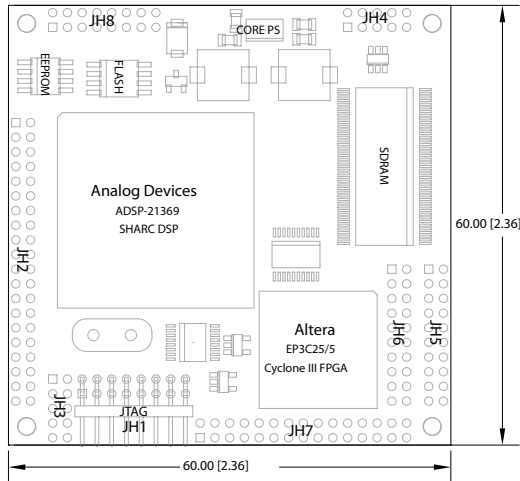 JH8
CORE PS
JH4
EEPROM
FLASH
SDRAM
Analog Devices
ADSP-21369
SHARC DSP
60.00 [2.36]
JH2
Altera
EP3C25/5
Cyclone III FPGA
JH6
JH5
JH3
JTAG
JH1
JH7
60.00 [2.36]